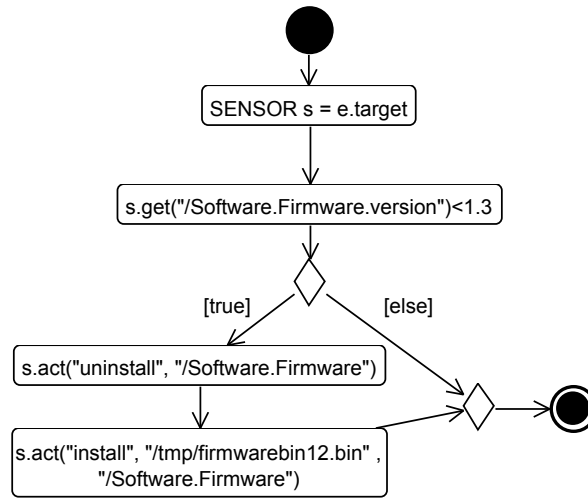 SENSOR s = e.target
s.get("/Software.Firmware.version")<1.3
[true]
[else]
s.act("uninstall", "/Software.Firmware")
s.act("install", "/tmp/firmwarebin12.bin" ,
"/Software.Firmware")